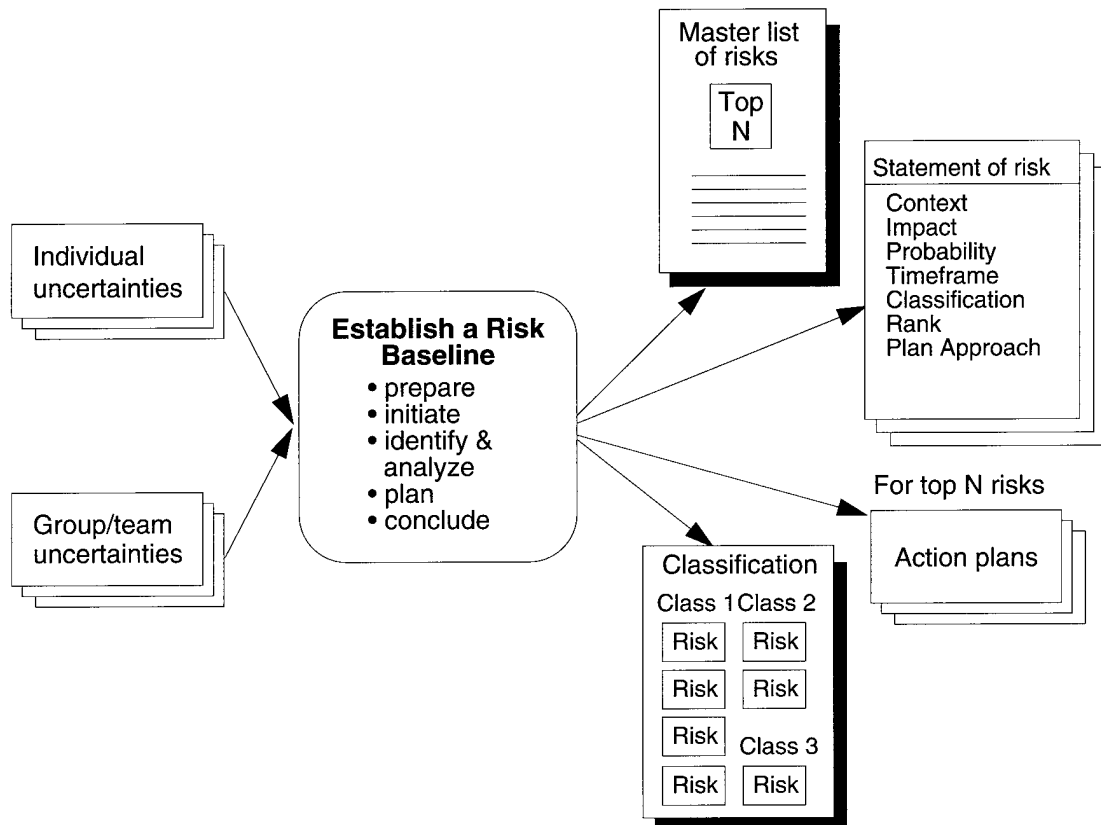 Individual
uncertainties
Group/team
uncertainties
Establish a Risk
Baseline
• prepare
• initiate
• identify &
analyze
• plan
• conclude
Master list
of risks
Top
N
Statement of risk
Context
Impact
Probability
Timeframe
Classification
Rank
Plan Approach
For top N risks
Action plans
Classification
Class 1 Class 2
Risk Risk
Risk Risk
Risk
Class 3
Risk Risk